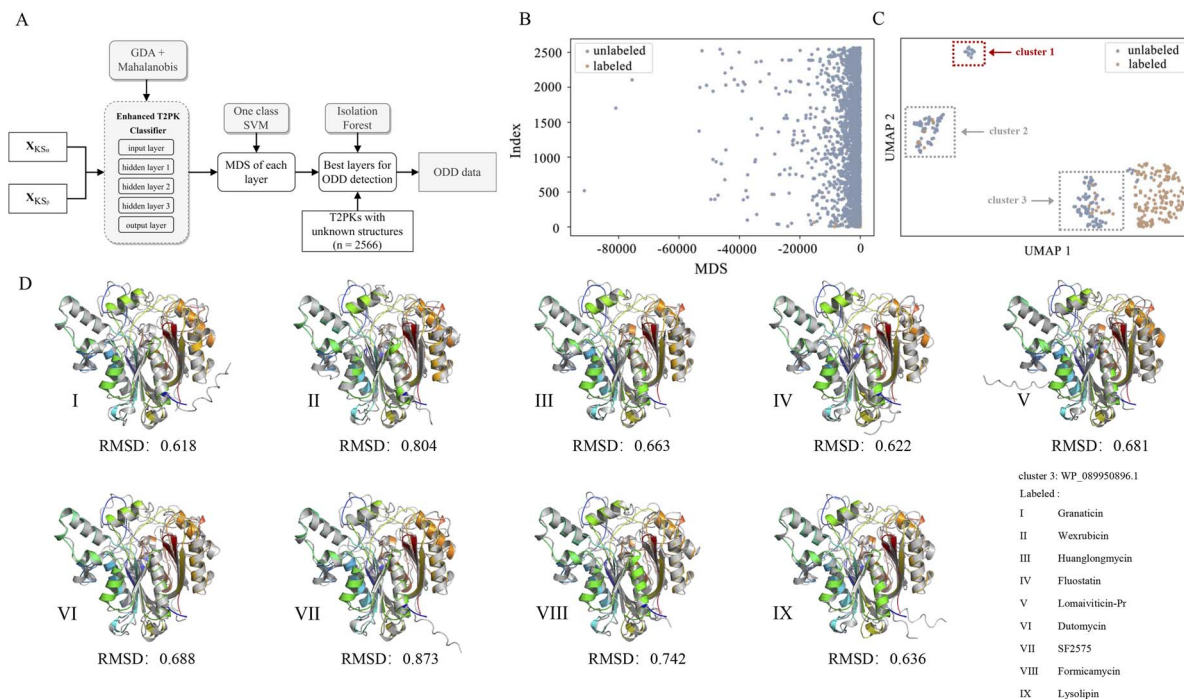 A
GDA +
Mahalanobis
Enhanced T2PK
Classifier
input layer
hidden layer 1
hidden layer 2
hidden layer 3
output layer
X KSα
X KSβ
One class
SVM
MDS of each
layer
Isolation
Forest
Best layers for
ODD detection
T2PKs with
unknown structures
(n = 2566)
ODD data
B
unlabeled
labeled
Index
2500
2000
1500
1000
500
0
-80000
-60000
-40000
-20000
0
MDS
C
unlabeled
labeled
cluster 1
cluster 2
cluster 3
UMAP 2
UMAP 1
D
I
RMSD: 0.618
II
RMSD: 0.804
III
RMSD: 0.663
IV
RMSD: 0.622
V
RMSD: 0.681
VI
RMSD: 0.688
VII
RMSD: 0.873
VIII
RMSD: 0.742
IX
RMSD: 0.636
cluster 3: WP_089950896.1
Labeled :
I Granaticin
II Wexrubicin
III Huanglongmycin
IV Fluostatin
V Lomaiviticin-Pr
VI Dutomycin
VII SF2575
VIII Formicamycin
IX Lysolipin